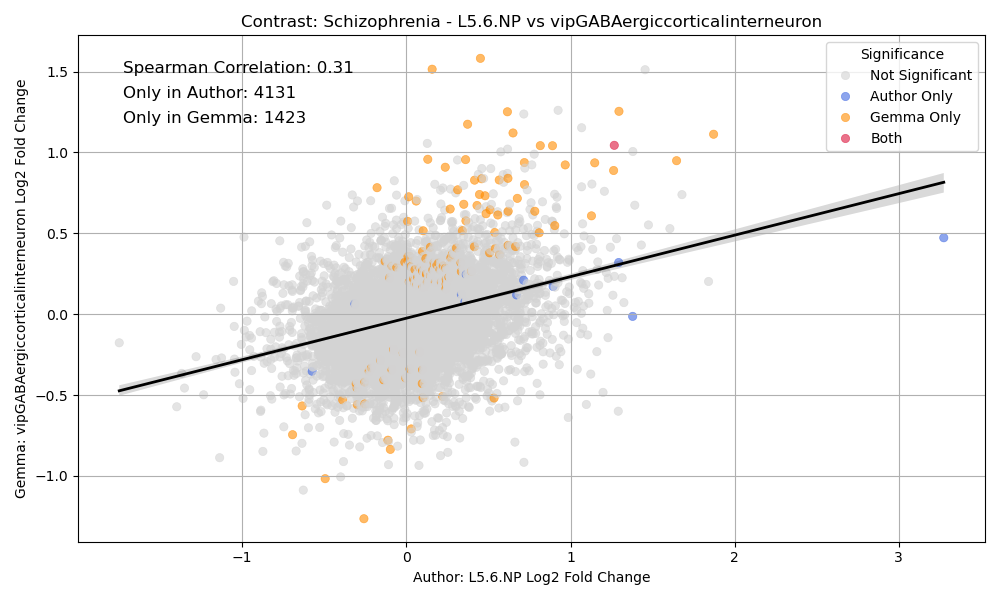 Contrast: Schizophrenia - L5.6.NP vs vipGABAergiccorticalinterneuron
Spearman Correlation: 0.31
Only in Author: 4131
Only in Gemma: 1423
Significance
Not Significant
Author Only
Gemma Only
Both
Gemma: vipGABAergiccorticalinterneuron Log2 Fold Change
1.5
1.0
0.5
0.0
−0.5
−1.0
−1
0
1
2
3
Author: L5.6.NP Log2 Fold Change